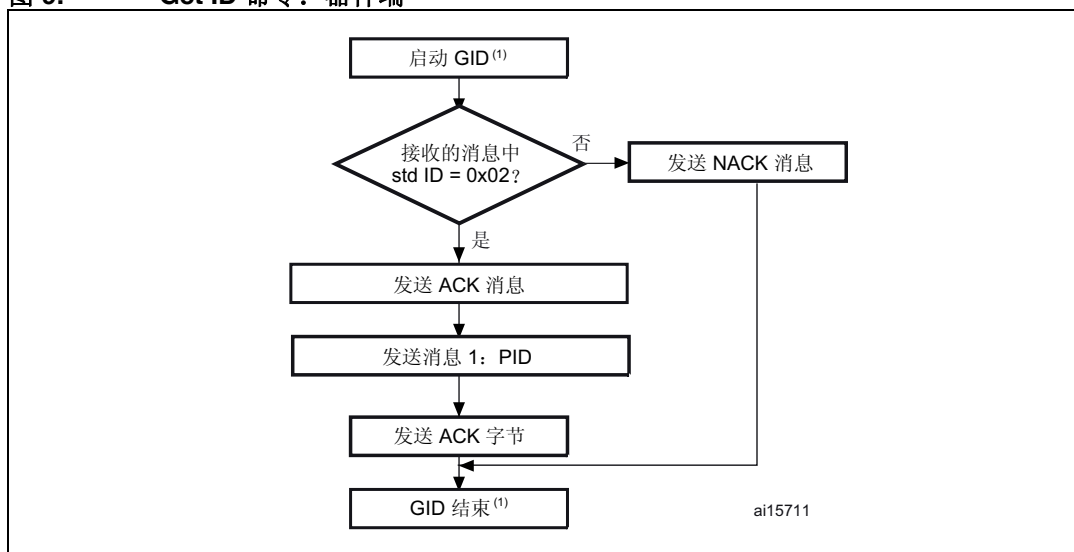 图 9. Get ID 命令：器件端
启动 GID(1)
接收的消息中
std ID = 0x02?
否
发送 NACK 消息
是
发送 ACK 消息
发送消息 1：PID
发送 ACK 字节
GID 结束(1)
ai15711